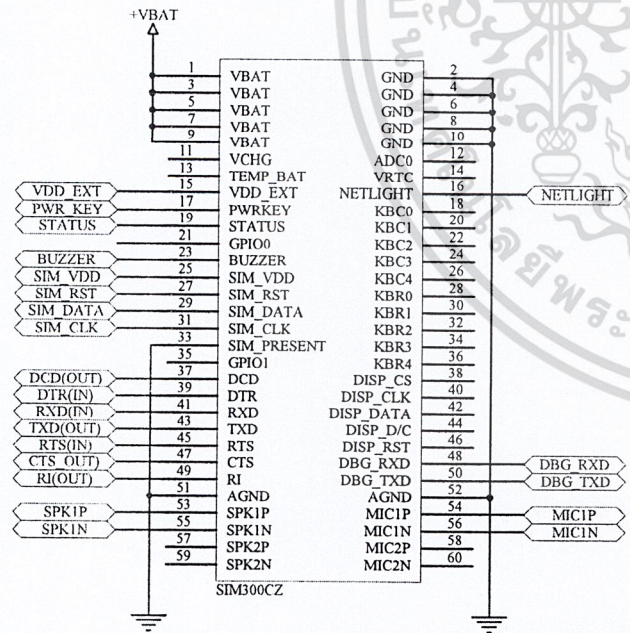 +VBAT
1 VBAT GND 2
3 VBAT GND 4
5 VBAT GND 6
7 VBAT GND 8
9 VBAT GND 10
11 VCHG ADC0 12
13 TEMP_BAT VRTC 14
VDD_EXT 15 VDD_EXT NETLIGHT 16 NETLIGHT
PWR_KEY 17 PWRKEY KBC0 18
STATUS 19 STATUS KBC1 20
21 GPIO0 KBC2 22
BUZZER 23 BUZZER KBC3 24
SIM_VDD 25 SIM_VDD KBC4 26
SIM_RST 27 SIM_RST KBR0 28
SIM_DATA 29 SIM_DATA KBR1 30
SIM_CLK 31 SIM_CLK KBR2 32
33 SIM_PRESENT KBR3 34
35 GPIO1 KBR4 36
DCD(OUT) 37 DCD DISP_CS 38
DTR(IN) 39 DTR DISP_CLK 40
RXD(IN) 41 RXD DISP_DATA 42
TXD(OUT) 43 TXD DISP_D/C 44
RTS(IN) 45 RTS DISP_RST 46
CTS_OUT) 47 CTS DBG_RXD 48 DBG_RXD
RI(OUT) 49 RI DBG_TXD 50 DBG_TXD
51 AGND AGND 52
SPK1P 53 SPK1P MIC1P 54 MIC1P
SPK1N 55 SPK1N MIC1N 56 MIC1N
57 SPK2P MIC2P 58
59 SPK2N MIC2N 60
SIM300CZ